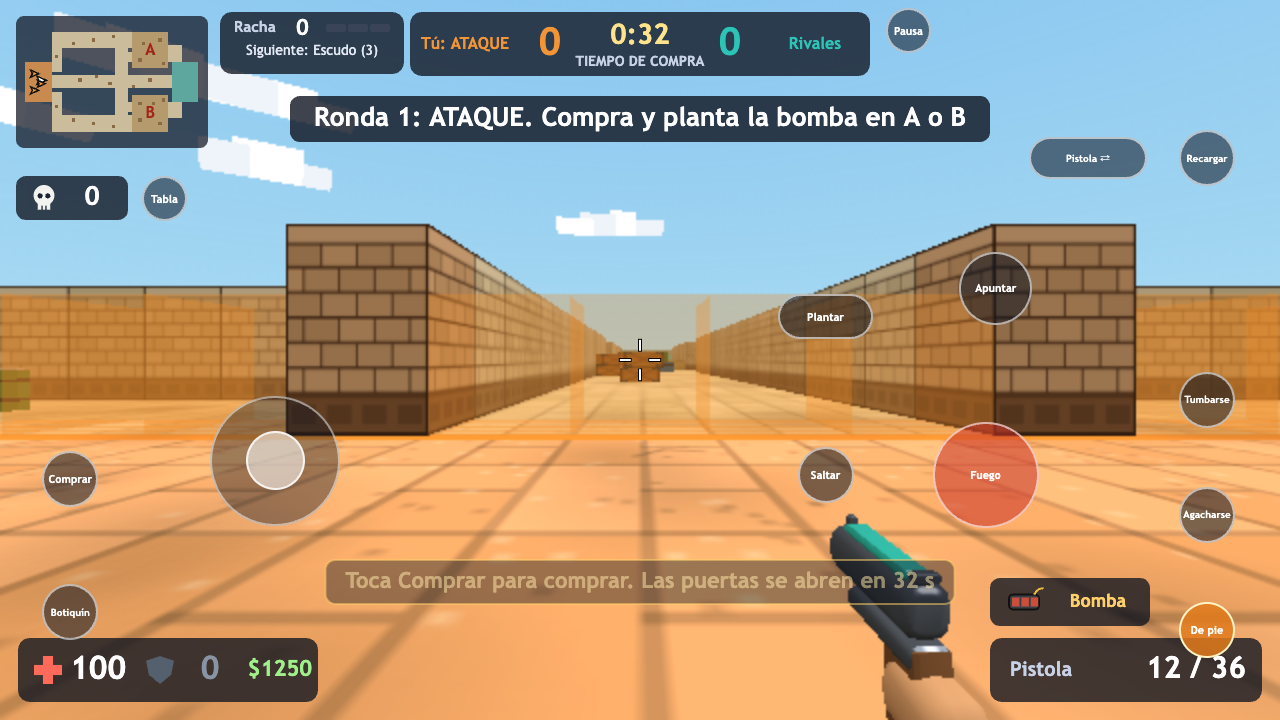 A
B
Racha 0
Siguiente: Escudo (3)
Tú: ATAQUE 0 0:32 0 Rivales
TIEMPO DE COMPRA
Pausa
Ronda 1: ATAQUE. Compra y planta la bomba en A o B
Pistola ⇄
Recargar
0
Tabla
Apuntar
Plantar
Tumbarse
Comprar
Saltar
Fuego
Agacharse
Toca Comprar para comprar. Las puertas se abren en 32 s
Bomba
Botiquín
De pie
100 0 $1250
Pistola 12 / 36